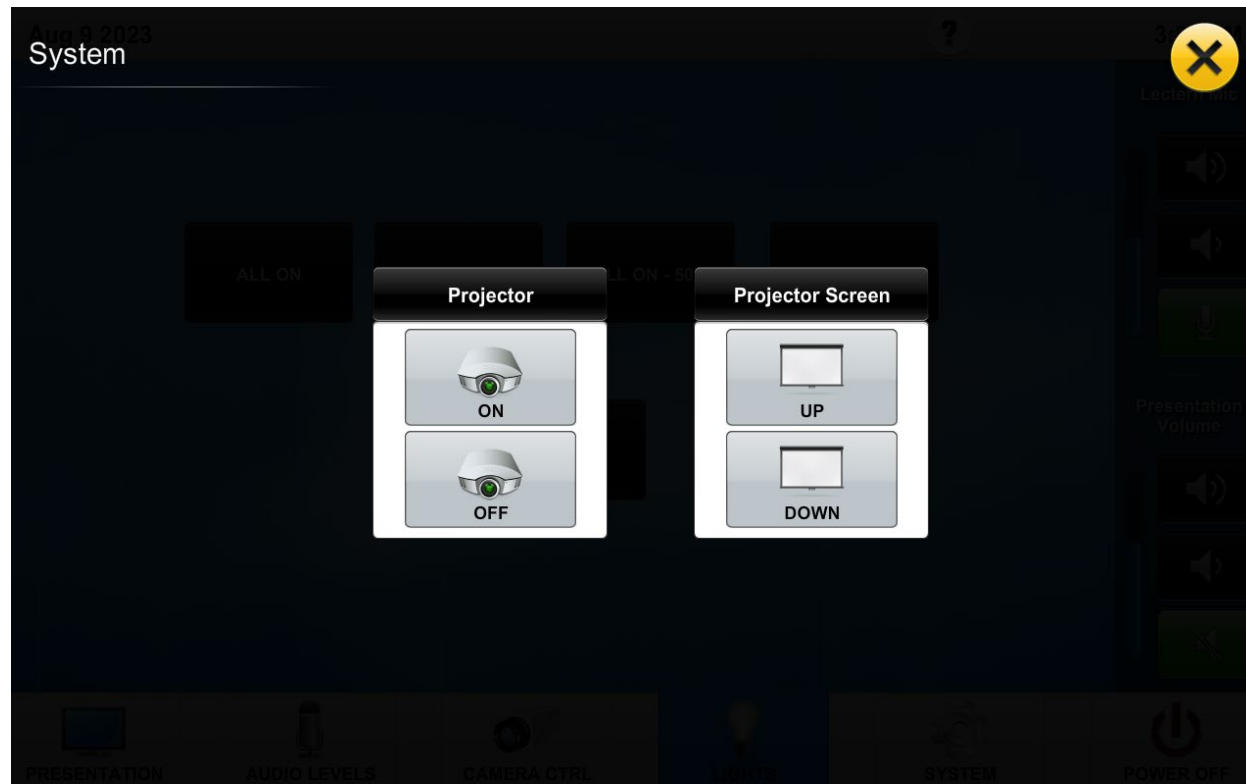 Aug 9 2023
System
Lectern Mic
ALL ON
ALL ON - 50
Projector
Projector Screen
ON
UP
OFF
DOWN
Presentation
Volume
PRESENTATION
AUDIO LEVELS
CAMERA CTRL
LIGHTS
SYSTEM
POWER OFF